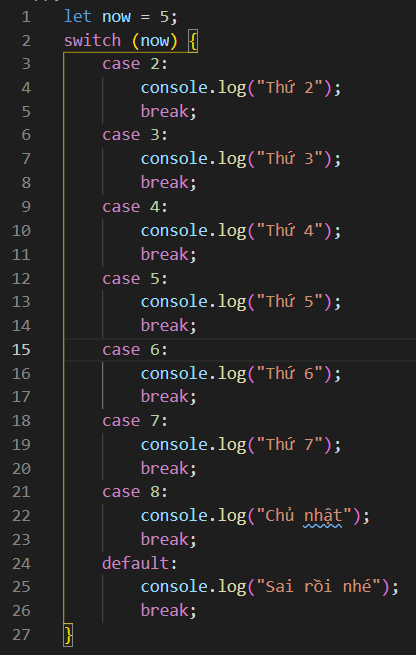 1 let now = 5;
2 switch (now) {
3 case 2:
4 console.log("Thứ 2");
5 break;
6 case 3:
7 console.log("Thứ 3");
8 break;
9 case 4:
10 console.log("Thứ 4");
11 break;
12 case 5:
13 console.log("Thứ 5");
14 break;
15 case 6:
16 console.log("Thứ 6");
17 break;
18 case 7:
19 console.log("Thứ 7");
20 break;
21 case 8:
22 console.log("Chủ nhật");
23 break;
24 default:
25 console.log("Sai rồi nhé");
26 break;
27 }